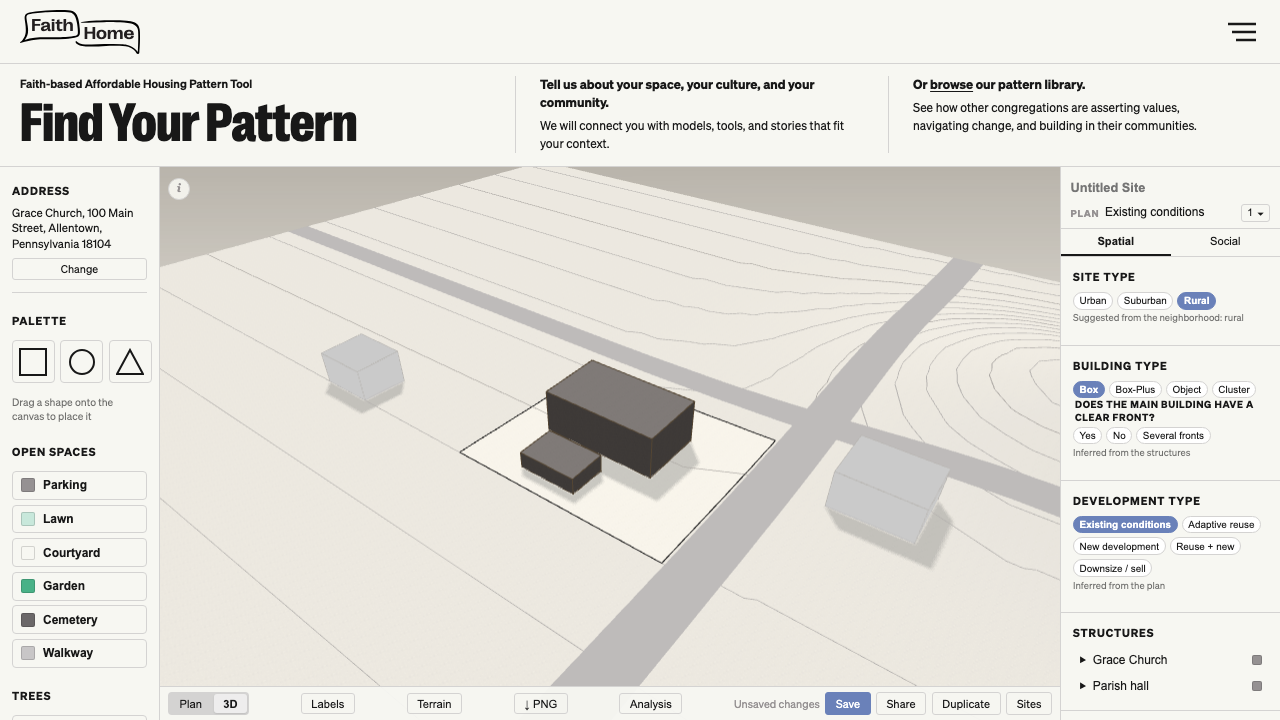 Faith
Home
Faith-based Affordable Housing Pattern Tool
Find Your Pattern
Tell us about your space, your culture, and your
community.
We will connect you with models, tools, and stories that fit
your context.
Or browse our pattern library.
See how other congregations are asserting values,
navigating change, and building in their communities.
ADDRESS
Grace Church, 100 Main
Street, Allentown,
Pennsylvania 18104
Change
PALETTE
Drag a shape onto the
canvas to place it
OPEN SPACES
Parking
Lawn
Courtyard
Garden
Cemetery
Walkway
TREES
i
Plan 3D
Labels
Terrain
↓ PNG
Analysis
Unsaved changes
Save
Share
Duplicate
Sites
Untitled Site
PLAN Existing conditions 1
Spatial Social
SITE TYPE
Urban Suburban Rural
Suggested from the neighborhood: rural
BUILDING TYPE
Box Box-Plus Object Cluster
DOES THE MAIN BUILDING HAVE A
CLEAR FRONT?
Yes No Several fronts
Inferred from the structures
DEVELOPMENT TYPE
Existing conditions Adaptive reuse
New development Reuse + new
Downsize / sell
Inferred from the plan
STRUCTURES
Grace Church
Parish hall